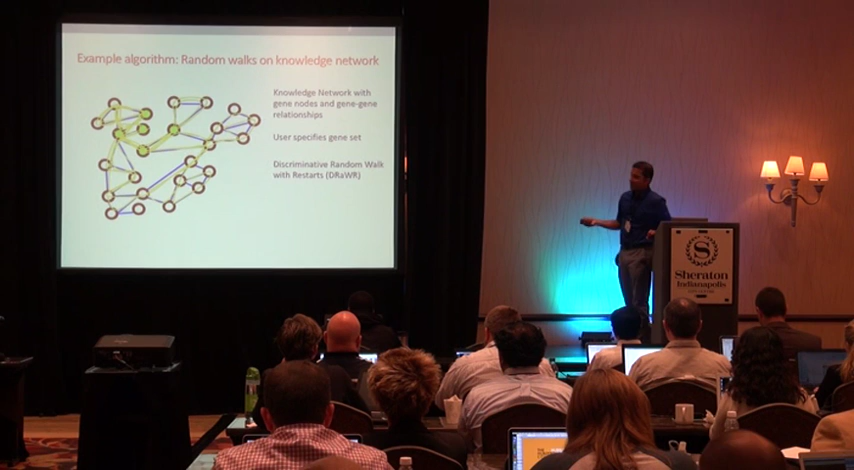 Example algorithm: Random walks on knowledge network
Knowledge Network with
gene nodes and gene-gene
relationships
User specifies gene set
Discriminative Random Walk
with Restarts (DRaWR)
S
Sheraton
Indianapolis